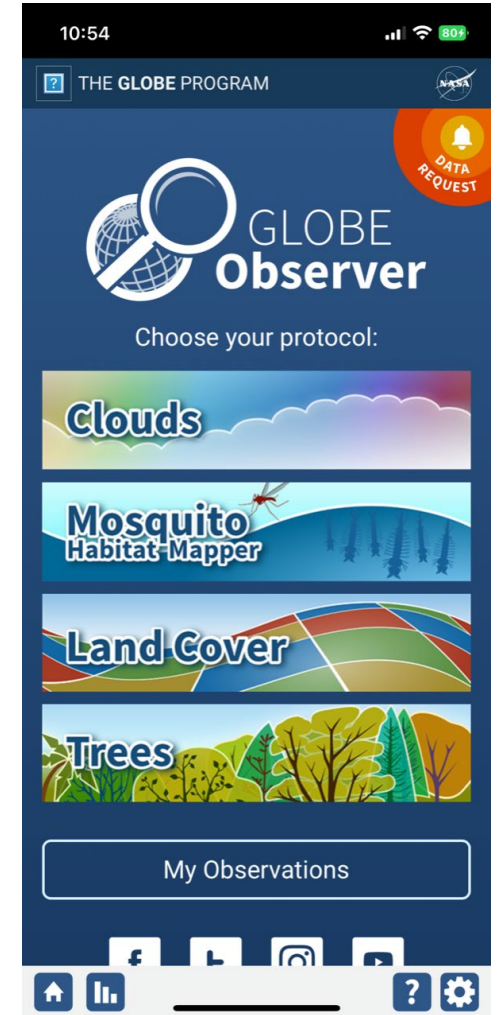 10:54
80
THE GLOBE PROGRAM
NASA
DATA
REQUEST
GLOBE
Observer
Choose your protocol:
Clouds
Mosquito
Habitat Mapper
Land Cover
Trees
My Observations
?